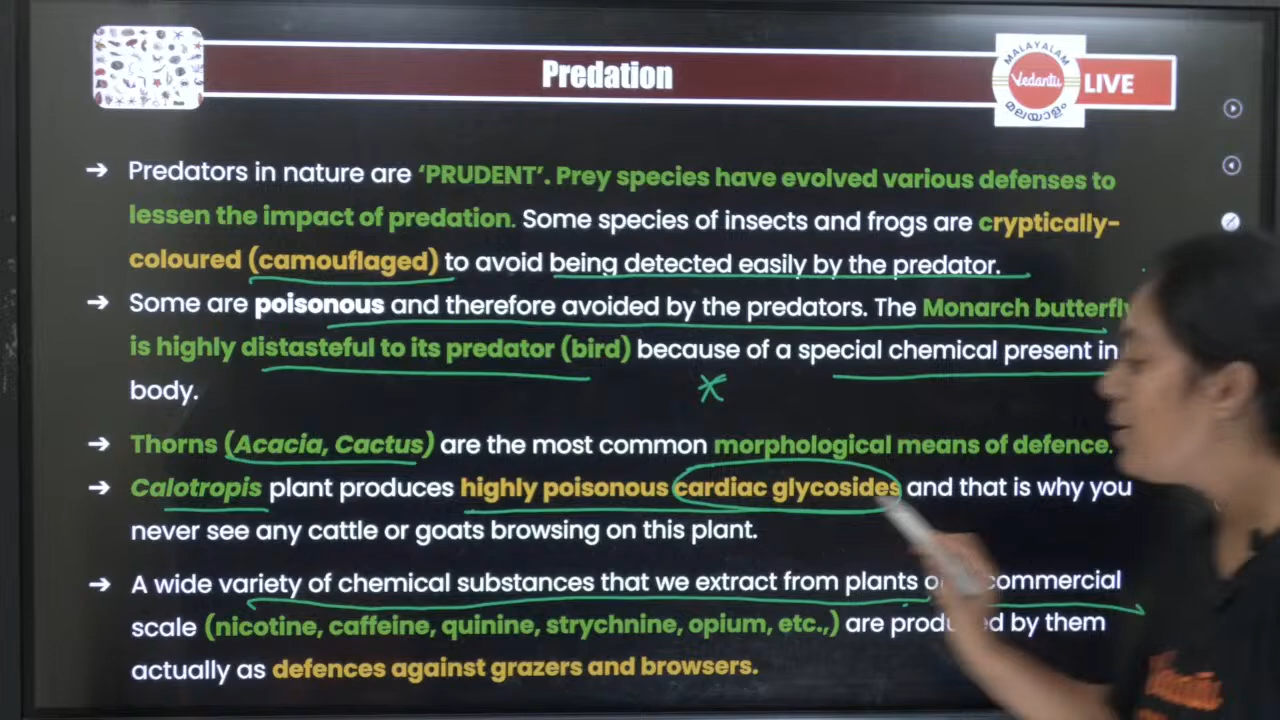 Predation
MALAYALAM
Vedantu
മലയാളം
LIVE
➔ Predators in nature are ‘PRUDENT’. Prey species have evolved various defenses to
lessen the impact of predation. Some species of insects and frogs are cryptically-
coloured (camouflaged) to avoid being detected easily by the predator.
➔ Some are poisonous and therefore avoided by the predators. The Monarch butterfly
is highly distasteful to its predator (bird) because of a special chemical present in
body.
➔ Thorns (Acacia, Cactus) are the most common morphological means of defence.
➔ Calotropis plant produces highly poisonous cardiac glycosides and that is why you
never see any cattle or goats browsing on this plant.
➔ A wide variety of chemical substances that we extract from plants commercial
scale (nicotine, caffeine, quinine, strychnine, opium, etc.,) are produced by them
actually as defences against grazers and browsers.